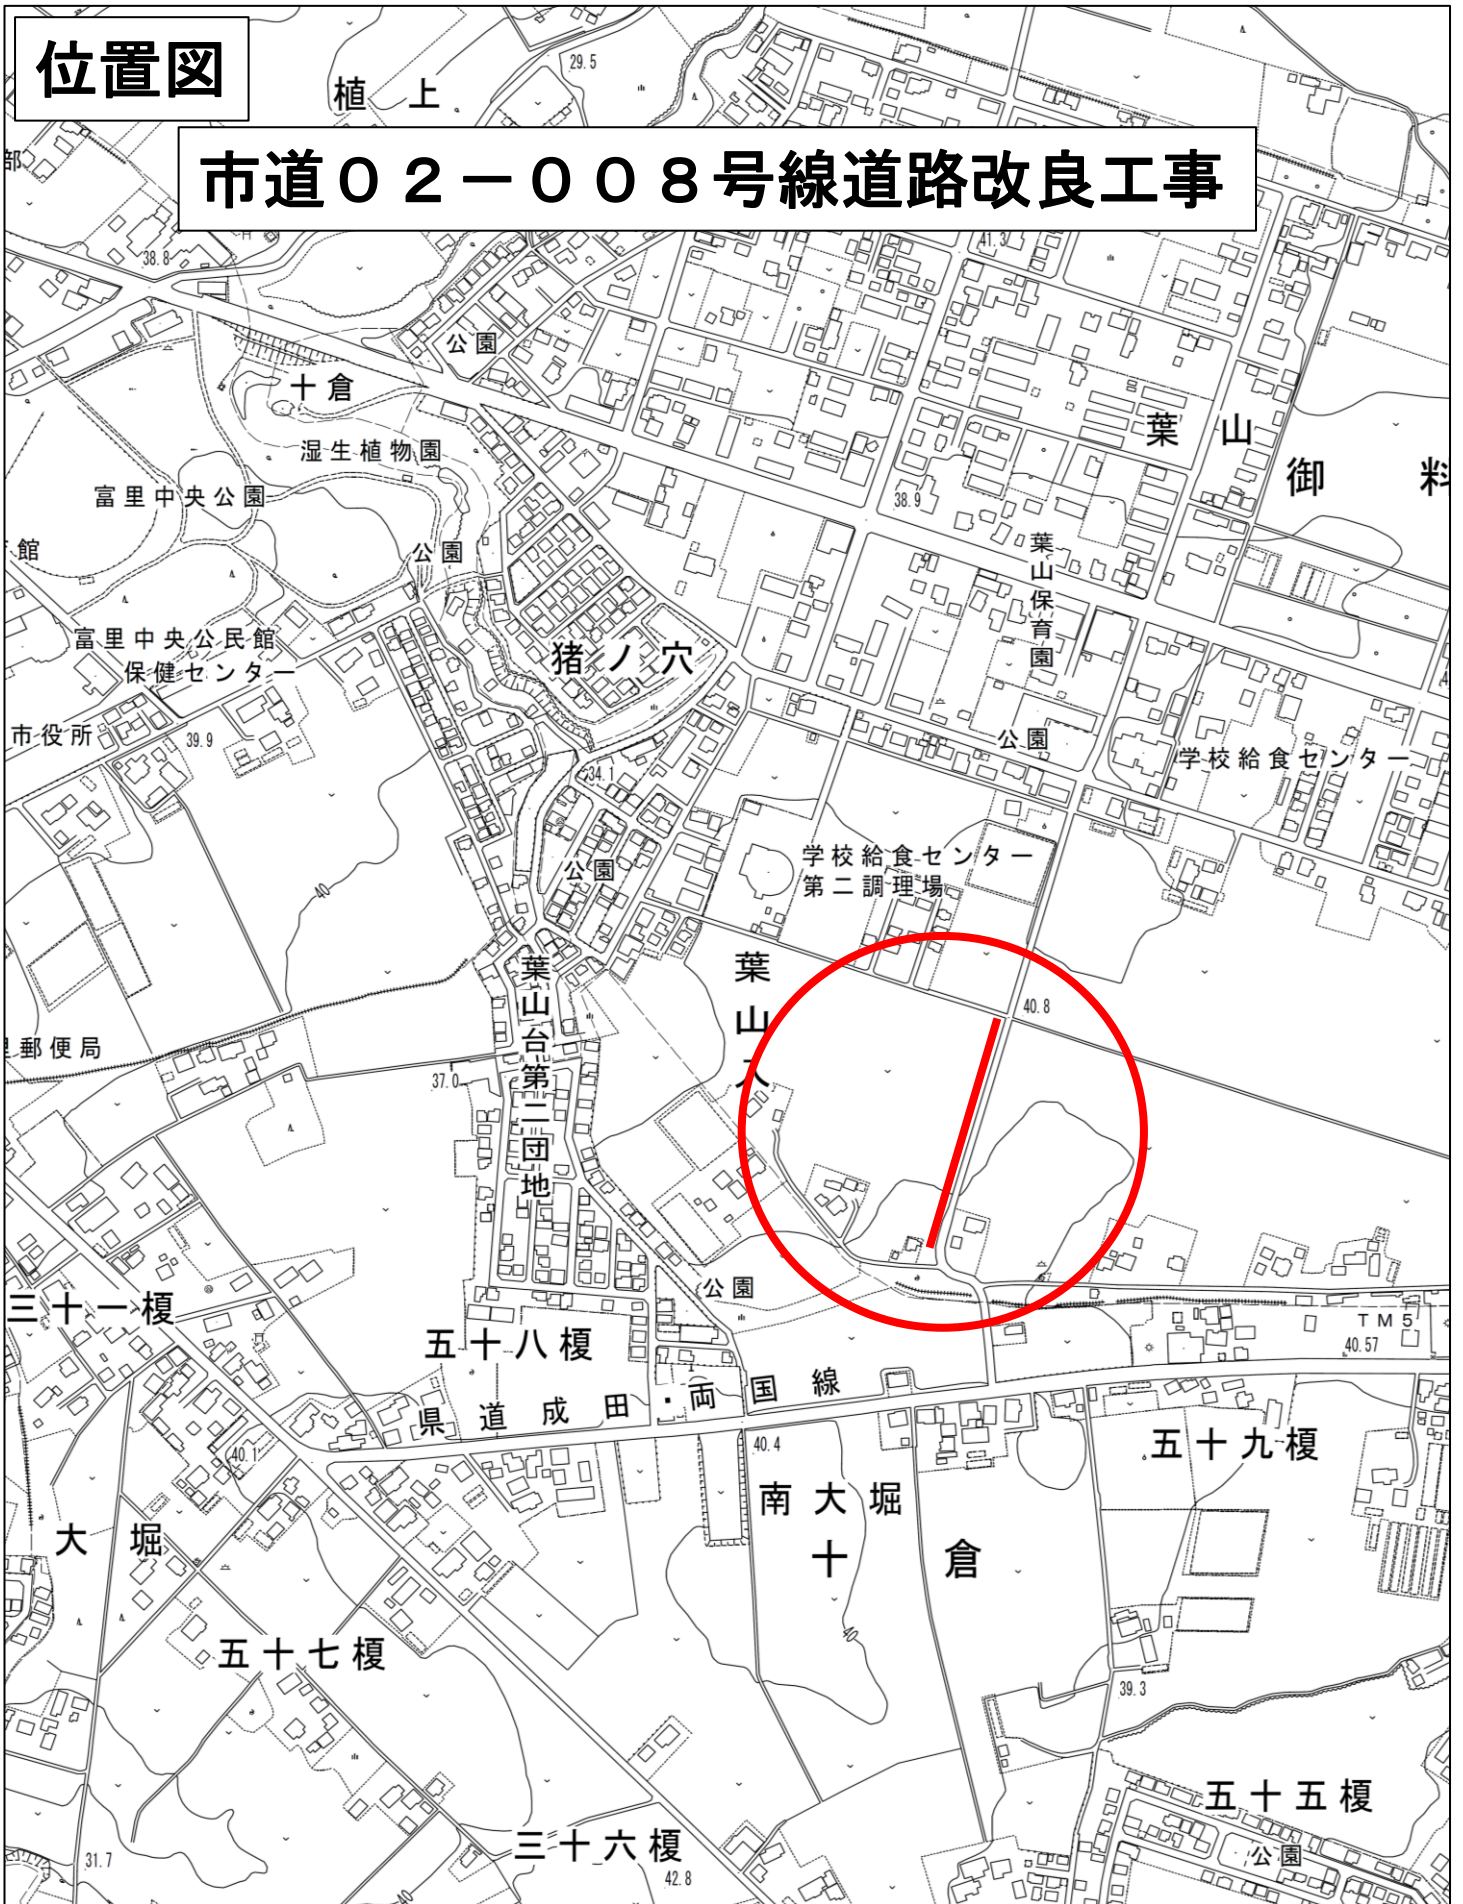 位置図
植上
29.5
市道０２－００８号線道路改良工事
部
38.8
41.3
公園
十倉
葉山
湿生植物園
御料
富里中央公園
38.9
館
公園
葉山保育園
富里中央公民館
保健センター
猪ノ穴
市役所
39.9
公園
学校給食センター
34.1
学校給食センター
第二調理場
公園
40
葉山台第二団地
葉山入
40.8
里郵便局
37.0
公園
三十一榎
五十八榎
TM5
40.57
県道成田・両国線
40.1
40.4
五十九榎
南大堀
大堀
十倉
40
五十七榎
39.3
五十五榎
三十六榎
公園
31.7
42.8
40